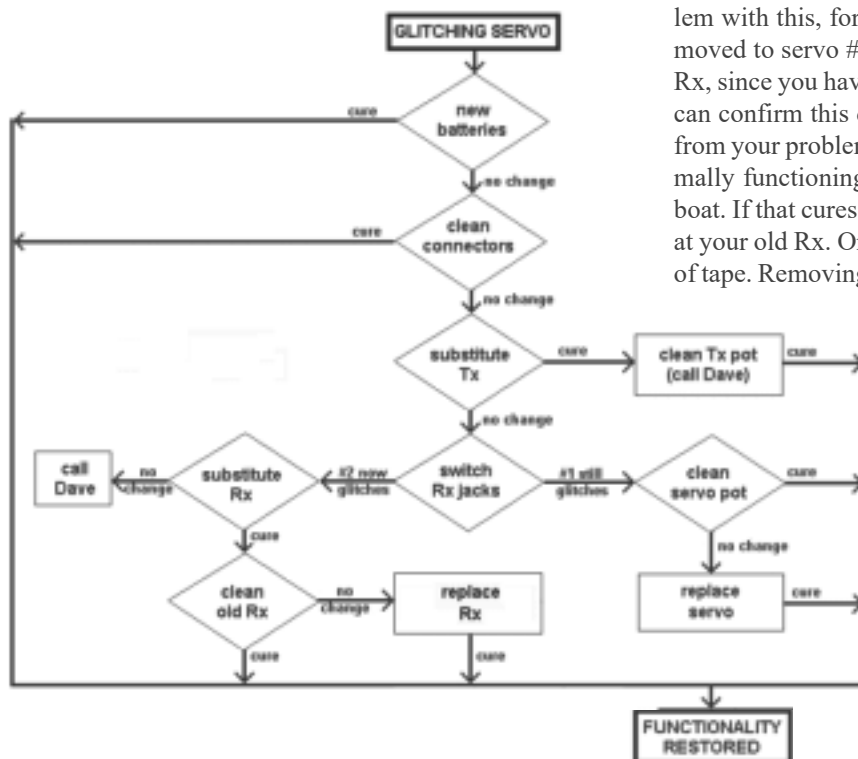 lem with this, for
moved to servo #
Rx, since you hav
can confirm this
from your problem
mally functioning
boat. If that cures
at your old Rx. O
of tape. Removing
GLITCHING SERVO
new
batteries
cure
no change
clean
connectors
cure
no change
substitute
Tx
cure
clean Tx pot
(call Dave)
cure
no change
call
Dave
no
change
substitute
Rx
#2 now
glitches
switch
Rx jacks
#1 still
glitches
clean
servo pot
cure
cure
no change
clean
old Rx
no
change
replace
Rx
replace
servo
cure
cure
cure
FUNCTIONALITY
RESTORED